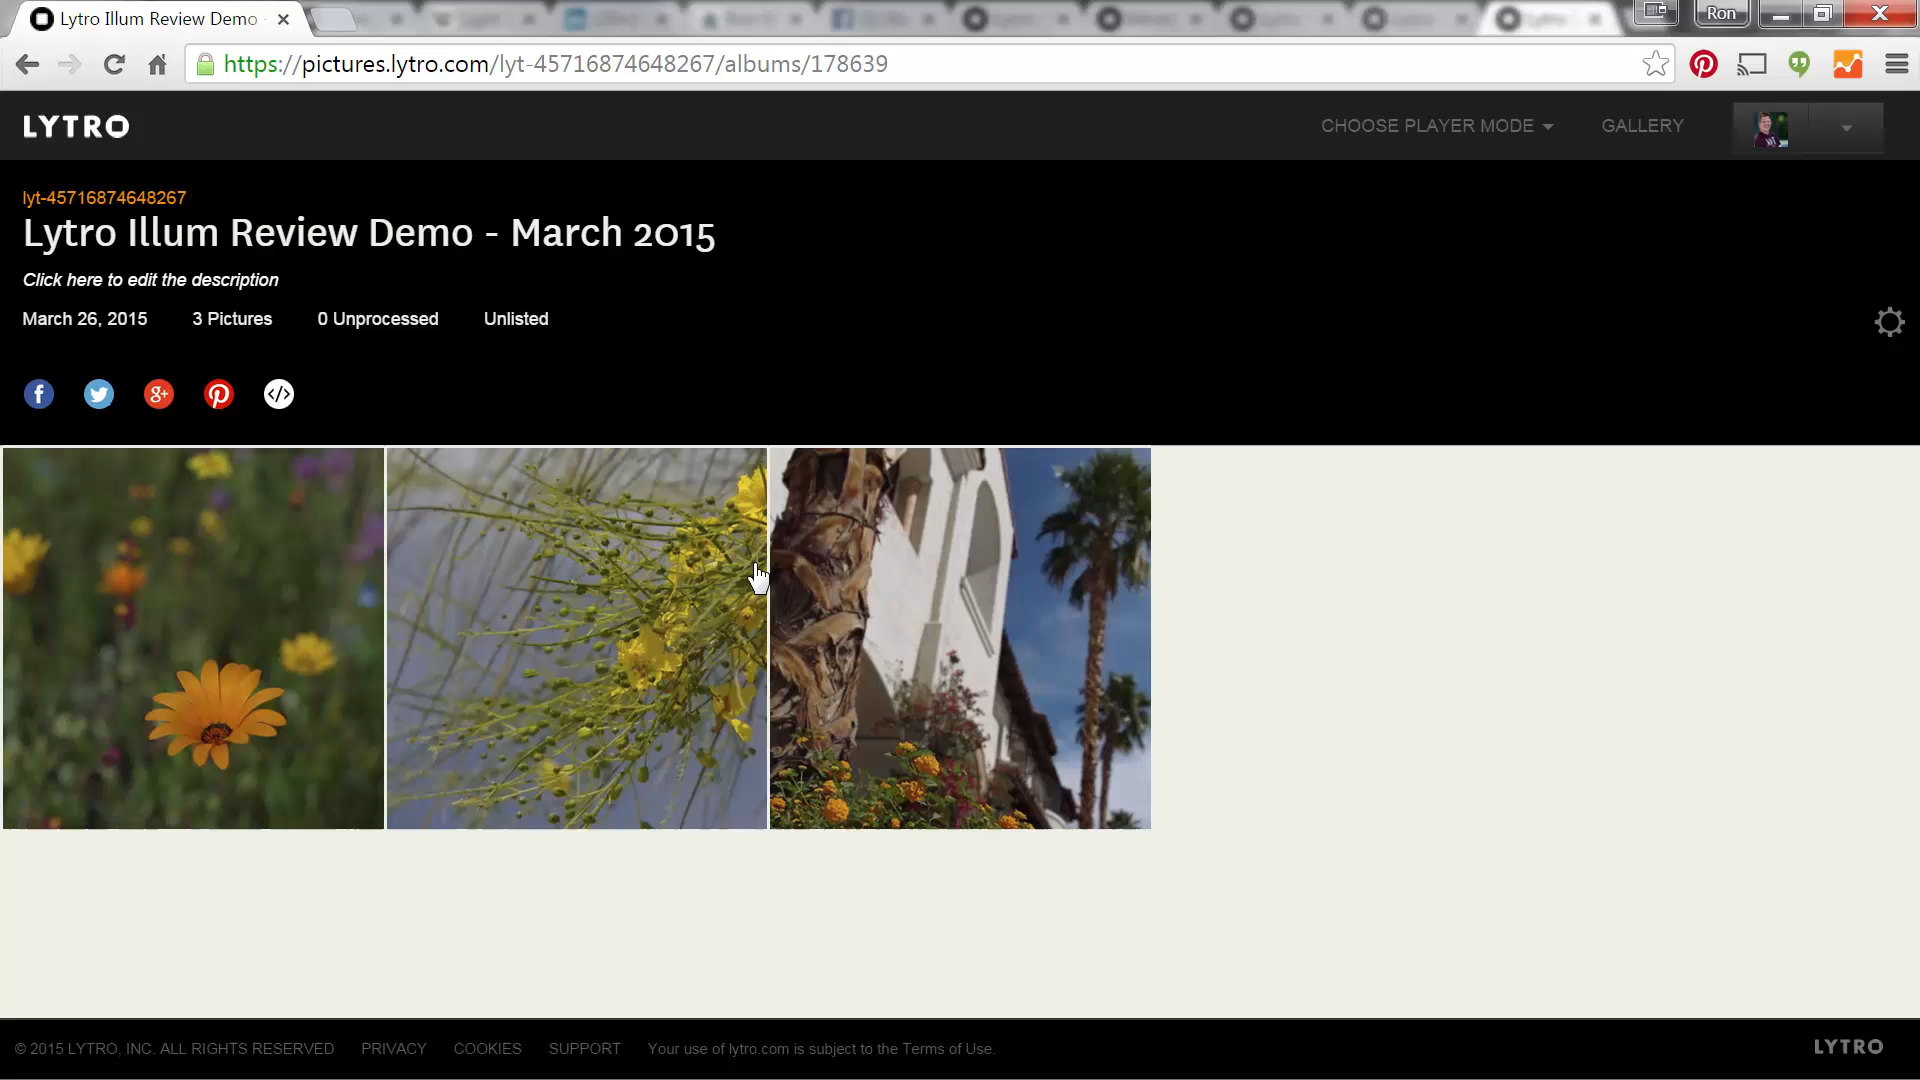 Lytro Illum Review Demo
Ron
https://pictures.lytro.com/lyt-45716874648267/albums/178639
LYTRO
CHOOSE PLAYER MODE
GALLERY
lyt-45716874648267
Lytro Illum Review Demo - March 2015
Click here to edit the description
March 26, 2015 3 Pictures 0 Unprocessed Unlisted
© 2015 LYTRO, INC. ALL RIGHTS RESERVED PRIVACY COOKIES SUPPORT Your use of lytro.com is subject to the Terms of Use.
LYTRO